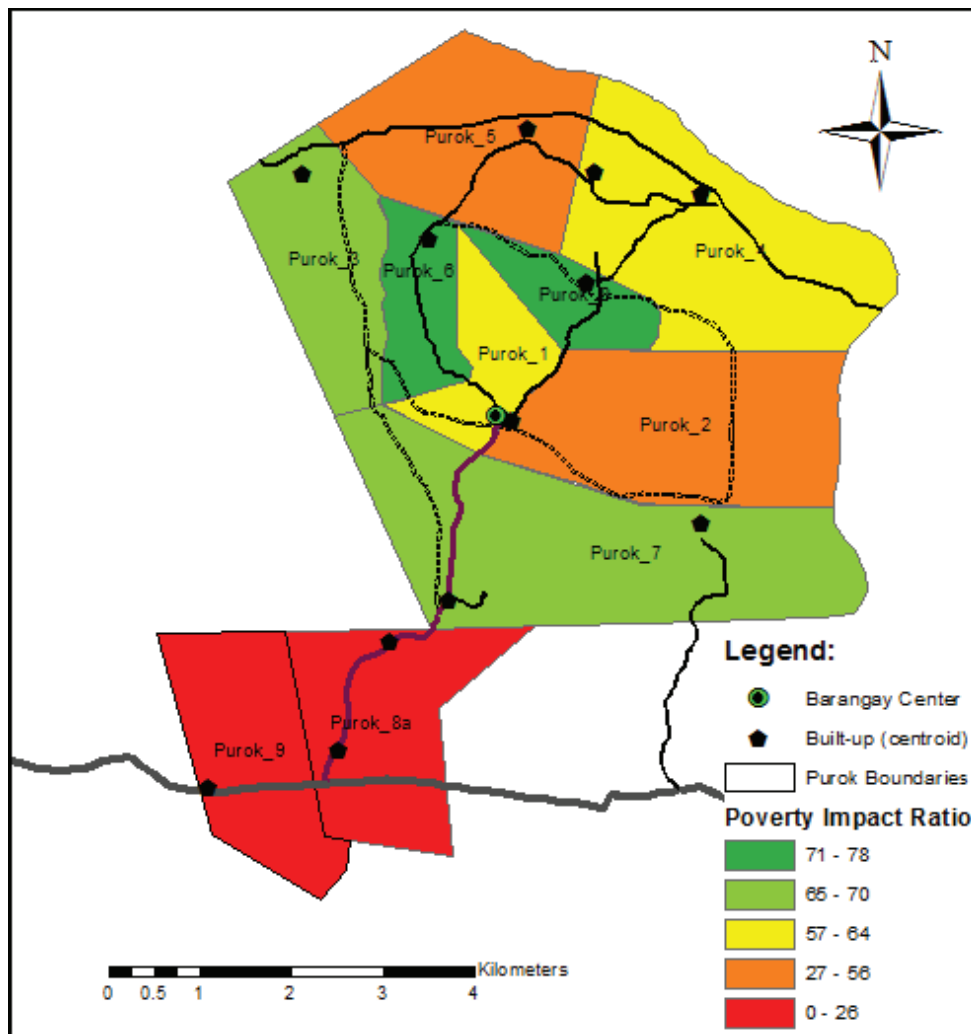 N
Purok_5
Purok_3
Purok_6
Purok_4
Purok_1
Purok_2
Purok_7
Purok_8a
Purok_9
Legend:
Barangay Center
Built-up (centroid)
Purok Boundaries
Poverty Impact Ratio
71 - 78
65 - 70
57 - 64
27 - 56
0 - 26
Kilometers
0 0.5 1 2 3 4